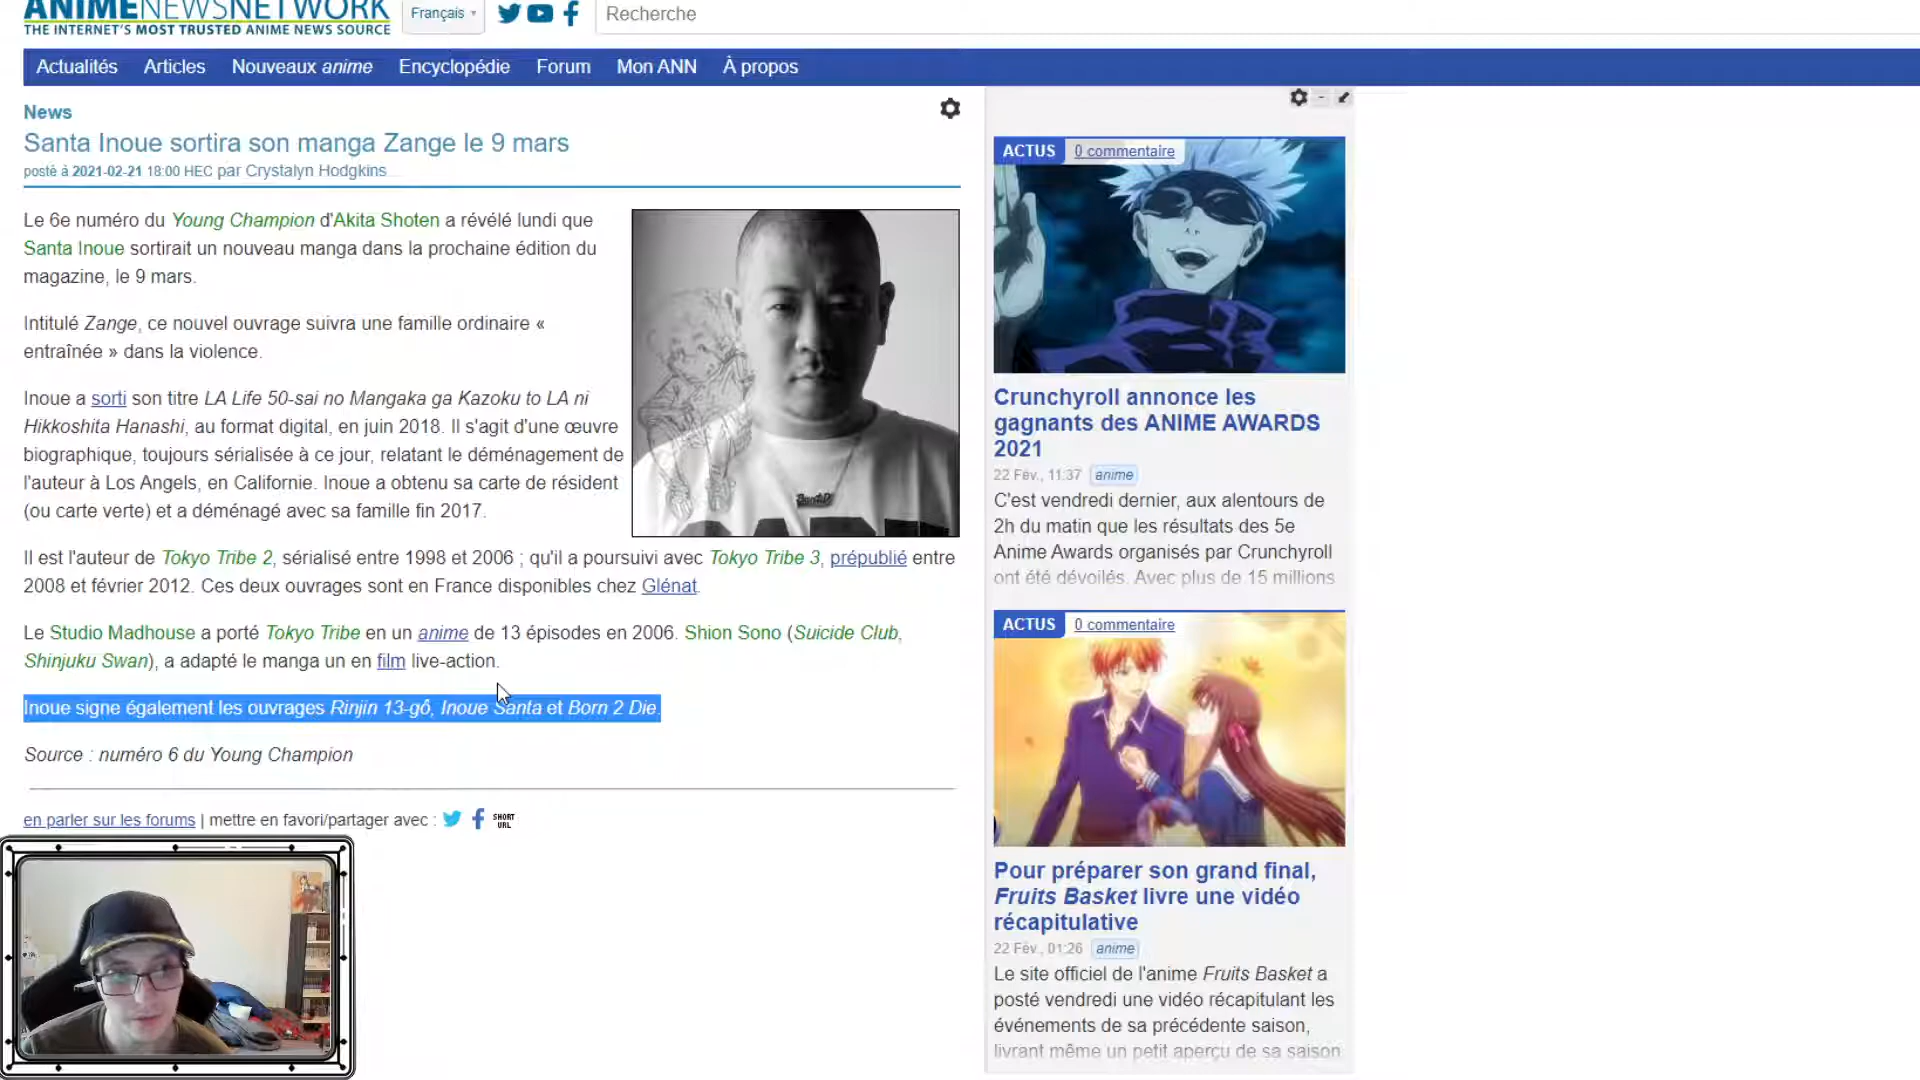 ANIMENEWSNETWORK
THE INTERNET'S MOST TRUSTED ANIME NEWS SOURCE
Français
Recherche
Actualités Articles Nouveaux anime Encyclopédie Forum Mon ANN À propos
News
Santa Inoue sortira son manga Zange le 9 mars
posté à 2021-02-21 18:00 HEC par Crystalyn Hodgkins
Le 6e numéro du Young Champion d'Akita Shoten a révélé lundi que
Santa Inoue sortirait un nouveau manga dans la prochaine édition du
magazine, le 9 mars.
Intitulé Zange, ce nouvel ouvrage suivra une famille ordinaire «
entraînée » dans la violence.
Inoue a sorti son titre LA Life 50-sai no Mangaka ga Kazoku to LA ni
Hikkoshita Hanashi, au format digital, en juin 2018. Il s'agit d'une œuvre
biographique, toujours sérialisée à ce jour, relatant le déménagement de
l'auteur à Los Angels, en Californie. Inoue a obtenu sa carte de résident
(ou carte verte) et a déménagé avec sa famille fin 2017.
Il est l'auteur de Tokyo Tribe 2, sérialisé entre 1998 et 2006 ; qu'il a poursuivi avec Tokyo Tribe 3, prépublié entre
2008 et février 2012. Ces deux ouvrages sont en France disponibles chez Glénat.
Le Studio Madhouse a porté Tokyo Tribe en un anime de 13 épisodes en 2006. Shion Sono (Suicide Club,
Shinjuku Swan), a adapté le manga un en film live-action.
Inoue signe également les ouvrages Rinjin 13-gô, Inoue Santa et Born 2 Die.
Source : numéro 6 du Young Champion
en parler sur les forums | mettre en favori/partager avec :
SHORT
URL
ACTUS 0 commentaire
Crunchyroll annonce les
gagnants des ANIME AWARDS
2021
22 Fév., 11:37 anime
C'est vendredi dernier, aux alentours de
2h du matin que les résultats des 5e
Anime Awards organisés par Crunchyroll
ont été dévoilés. Avec plus de 15 millions
ACTUS 0 commentaire
Pour préparer son grand final,
Fruits Basket livre une vidéo
récapitulative
22 Fév., 01:26 anime
Le site officiel de l'anime Fruits Basket a
posté vendredi une vidéo récapitulant les
événements de sa précédente saison,
livrant même un petit aperçu de sa saison